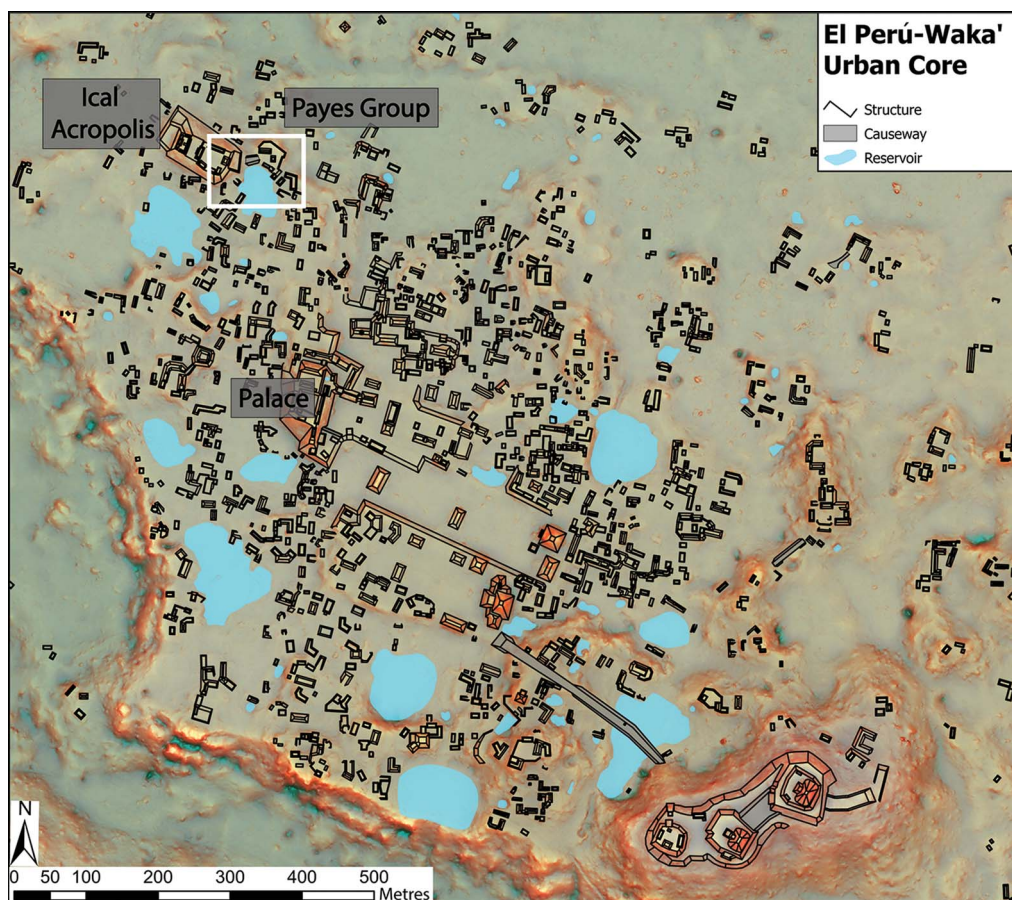 El Perú-Waka'
Urban Core
Structure
Causeway
Reservoir
Ical
Acropolis
Payes Group
Palace
N
0 50 100 200 300 400 500
Metres